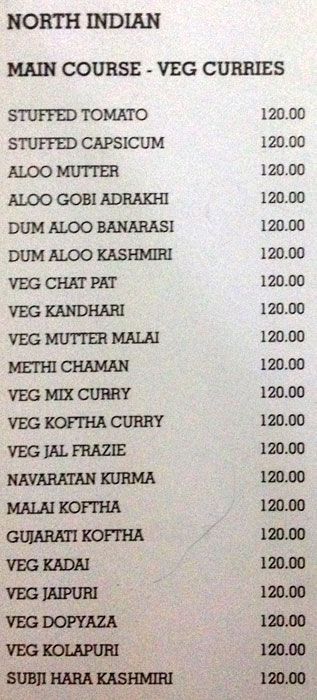 NORTH INDIAN
MAIN COURSE - VEG CURRIES
STUFFED TOMATO 120.00
STUFFED CAPSICUM 120.00
ALOO MUTTER 120.00
ALOO GOBI ADRAKHI 120.00
DUM ALOO BANARASI 120.00
DUM ALOO KASHMIRI 120.00
VEG CHAT PAT 120.00
VEG KANDHARI 120.00
VEG MUTTER MALAI 120.00
METHI CHAMAN 120.00
VEG MIX CURRY 120.00
VEG KOFTHA CURRY 120.00
VEG JAL FRAZIE 120.00
NAVARATAN KURMA 120.00
MALAI KOFTHA 120.00
GUJARATI KOFTHA 120.00
VEG KADAI 120.00
VEG JAIPURI 120.00
VEG DOPYAZA 120.00
VEG KOLAPURI 120.00
SUBJI HARA KASHMIRI 120.00